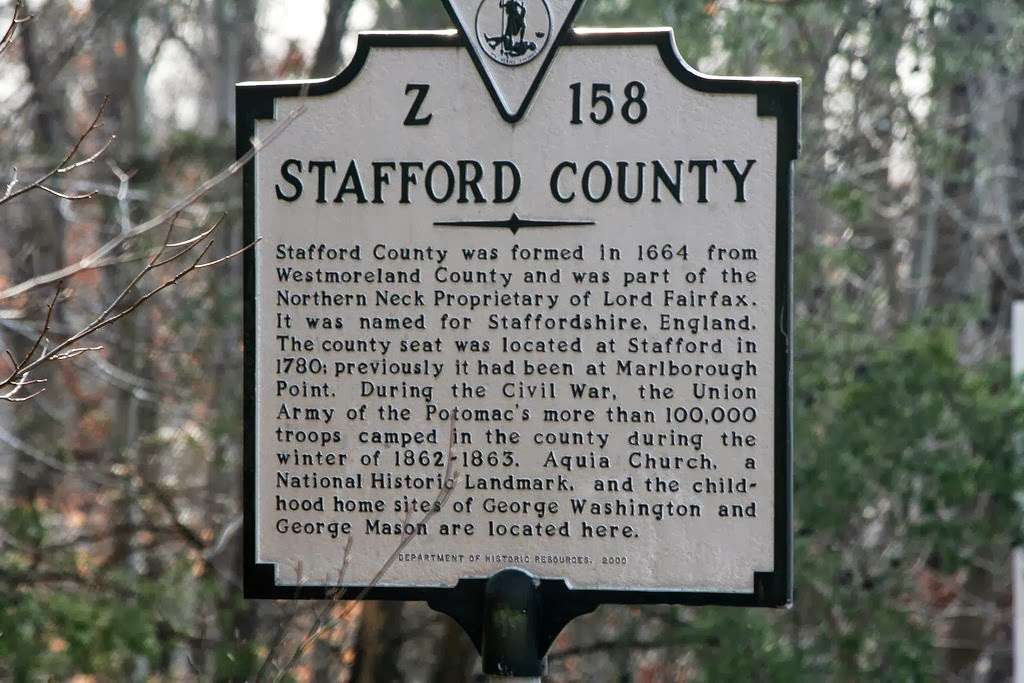 Z 158
STAFFORD COUNTY
Stafford County was formed in 1664 from
Westmoreland County and was part of the
Northern Neck Proprietary of Lord Fairfax.
It was named for Staffordshire, England.
The county seat was located at Stafford in
1780; previously it had been at Marlborough
Point. During the Civil War, the Union
Army of the Potomac's more than 100,000
troops camped in the county during the
winter of 1862-1863. Aquia Church, a
National Historic Landmark, and the child-
hood home sites of George Washington and
George Mason are located here.
DEPARTMENT OF HISTORIC RESOURCES, 2000